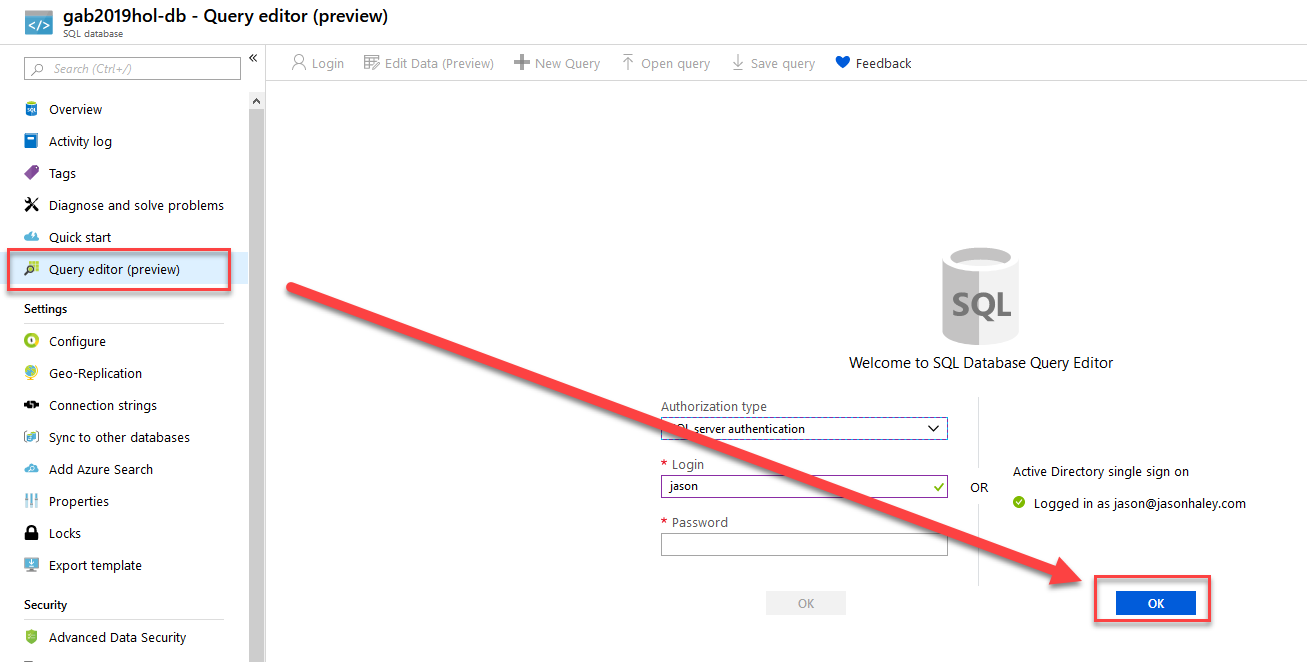 gab2019hol-db - Query editor (preview)
SQL database
Search (Ctrl+/)
«
Overview
Activity log
Tags
Diagnose and solve problems
Quick start
Query editor (preview)
Settings
Configure
Geo-Replication
Connection strings
Sync to other databases
Add Azure Search
Properties
Locks
Export template
Security
Advanced Data Security
Login
Edit Data (Preview)
New Query
Open query
Save query
Feedback
SQL
Welcome to SQL Database Query Editor
Authorization type
server authentication
* Login
jason
* Password
OK
OR
Active Directory single sign on
Logged in as jason@jasonhaley.com
OK